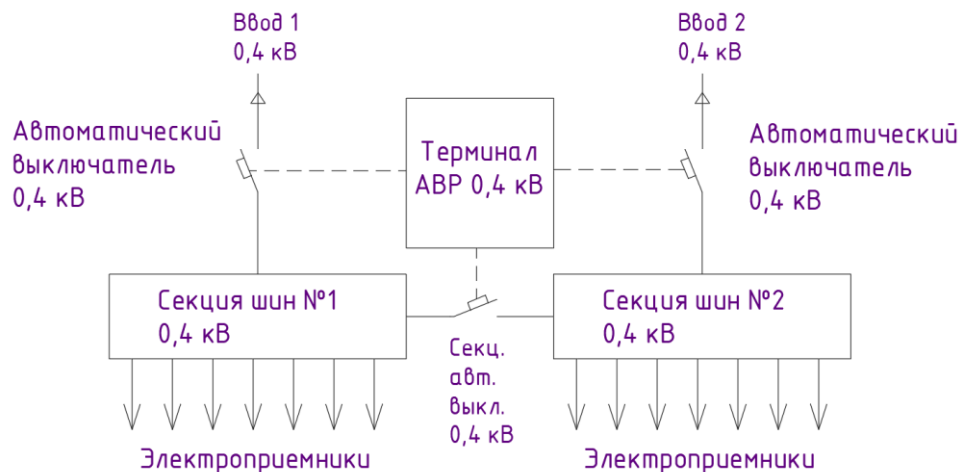 Ввод 1
0,4 кВ
Ввод 2
0,4 кВ
Автоматический
выключатель
0,4 кВ
Терминал
АВР 0,4 кВ
Автоматический
выключатель
0,4 кВ
Секция шин №1
0,4 кВ
Секция шин №2
0,4 кВ
Секц.
авт.
выкл.
0,4 кВ
Электроприемники
Электроприемники